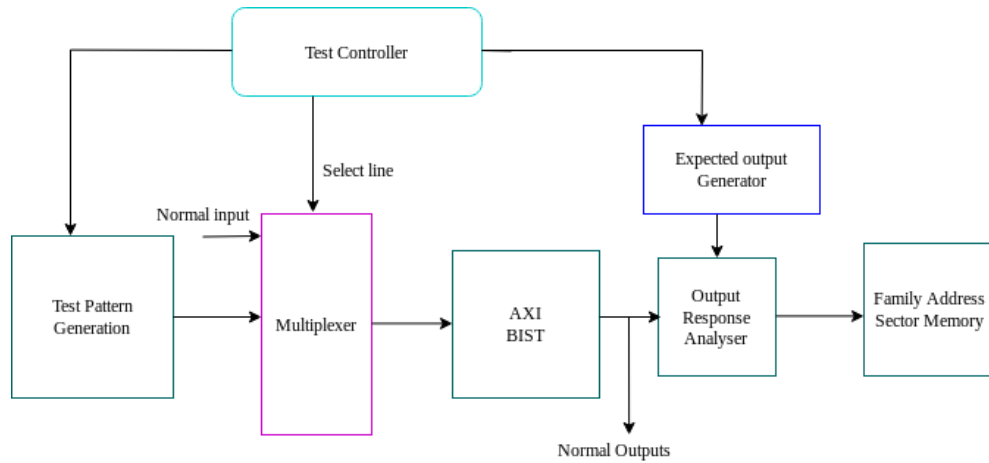 Test Controller
Select line
Expected output
Generator
Normal input
Test Pattern
Generation
Multiplexer
AXI
BIST
Output
Response
Analyser
Family Address
Sector Memory
Normal Outputs